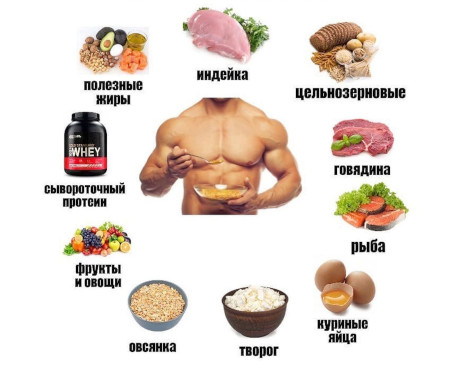 полезные
жиры
индейка
цельнозерновые
WHEY
сывороточный
протеин
говядина
рыба
фрукты
и овощи
куриные
яйца
овсянка
творог